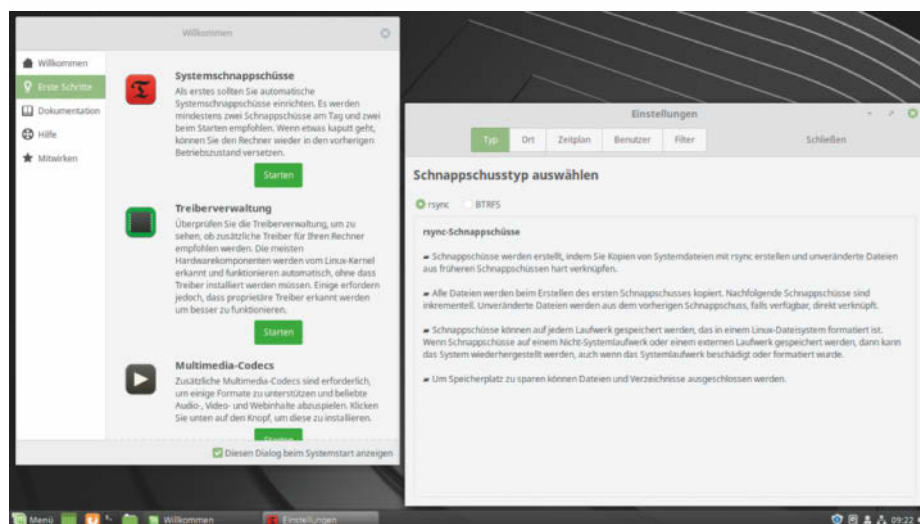 Willkommen
Willkommen
Erste Schritte
Dokumentation
Hilfe
Mitwirken
Systemschnappschüsse
Als erstes sollten Sie automatische
Systemschnappschüsse einrichten. Es werden
mindestens zwei Schnappschüsse am Tag und zwei
beim Starten empfohlen. Wenn etwas kaputt geht,
können Sie den Rechner wieder in den vorherigen
Betriebszustand versetzen.
Starten
Treiberverwaltung
Überprüfen Sie die Treiberverwaltung, um zu
sehen, ob zusätzliche Treiber für Ihren Rechner
empfohlen werden. Die meisten
Hardwarekomponenten werden vom Linux-Kernel
erkannt und funktionieren automatisch, ohne dass
Treiber installiert werden müssen. Einige erfordern
jedoch, dass proprietäre Treiber erkannt werden
um besser zu funktionieren.
Starten
Multimedia-Codecs
Zusätzliche Multimedia-Codecs sind erforderlich,
um einige Formate zu unterstützen und beliebte
Audio-, Video- und Webinhalte abzuspielen. Klicken
Sie unten auf den Knopf, um diese zu installieren.
Starten
Diesen Dialog beim Systemstart anzeigen
Einstellungen
Typ Ort Zeitplan Benutzer Filter Schließen
Schnappschusstyp auswählen
rsync BTRFS
rsync-Schnappschüsse
Schnappschüsse werden erstellt, indem Sie Kopien von Systemdateien mit rsync erstellen und unveränderte Dateien
aus früheren Schnappschüssen hart verknüpfen.
Alle Dateien werden beim Erstellen des ersten Schnappschusses kopiert. Nachfolgende Schnappschüsse sind
inkrementell. Unveränderte Dateien werden aus dem vorherigen Schnappschuss, falls verfügbar, direkt verknüpft.
Schnappschüsse können auf jedem Laufwerk gespeichert werden, das in einem Linux-Dateisystem formatiert ist.
Wenn Schnappschüsse auf einem Nicht-Systemlaufwerk oder einem externen Laufwerk gespeichert werden, dann kann
das System wiederhergestellt werden, auch wenn das Systemlaufwerk beschädigt oder formatiert wurde.
Um Speicherplatz zu sparen können Dateien und Verzeichnisse ausgeschlossen werden.
Menü Willkommen Einstellungen 09:22